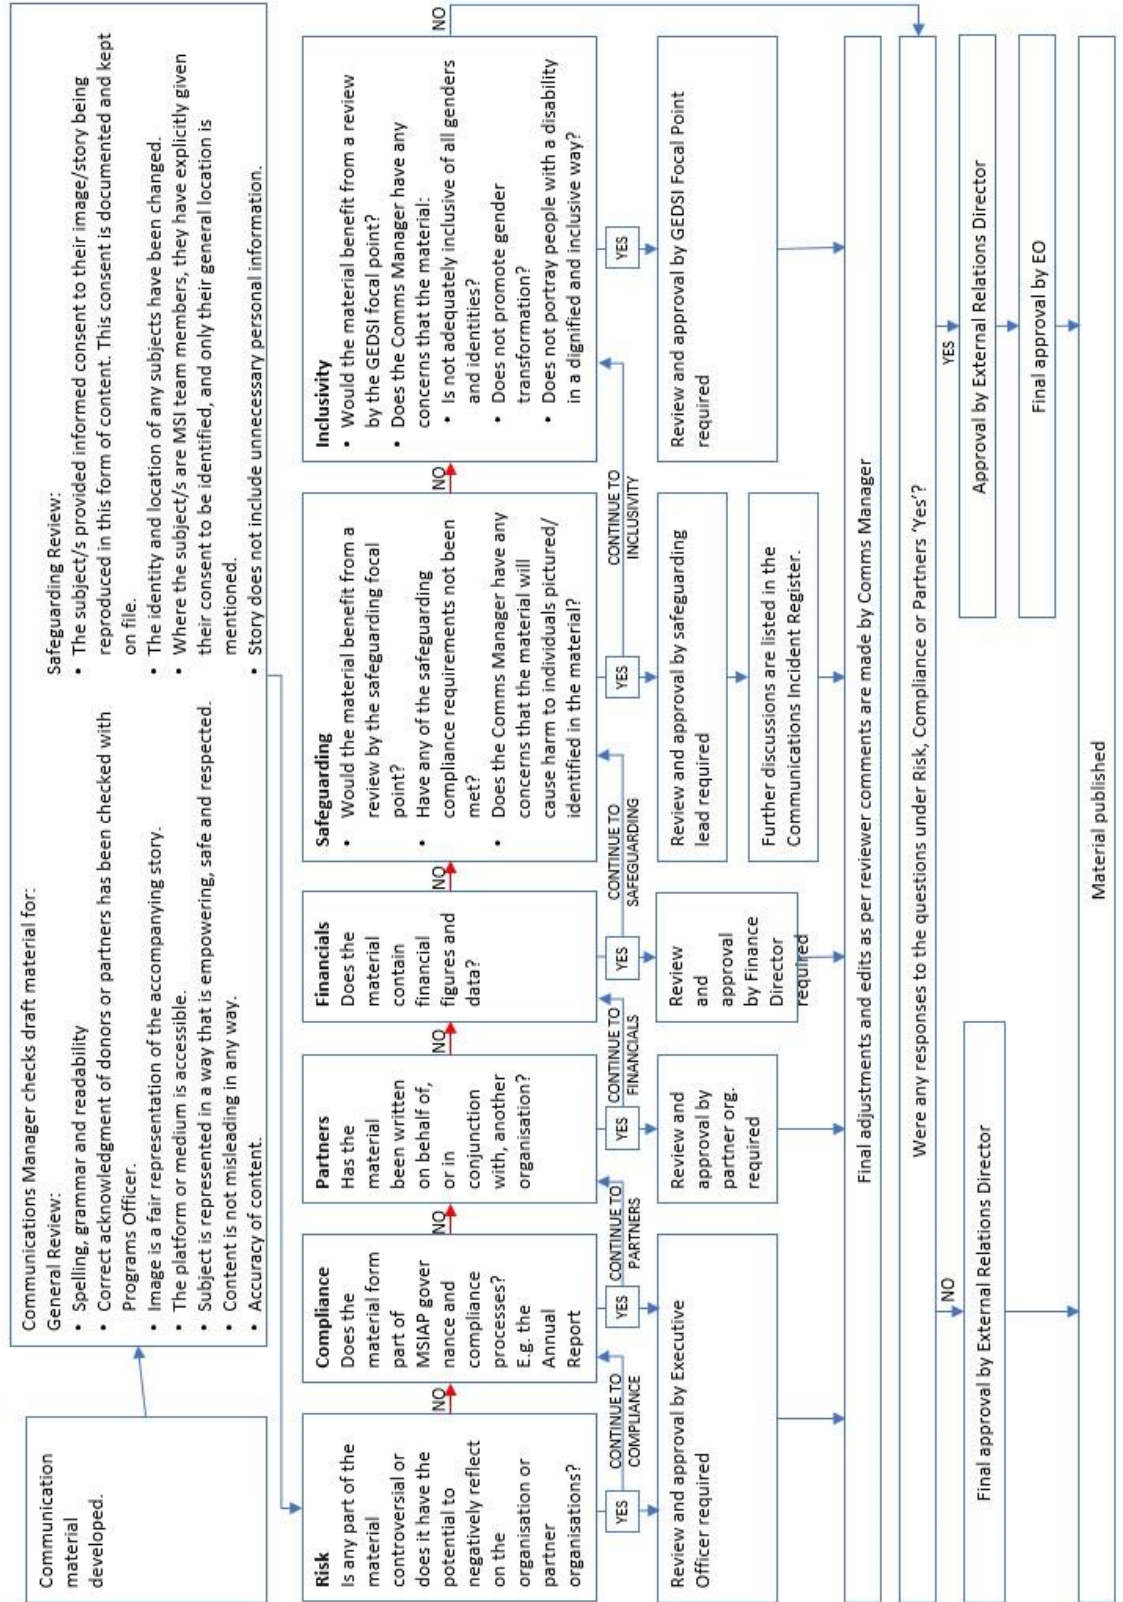 Communication
material
developed.
Communications Manager checks draft material for:
General Review:
• Spelling, grammar and readability
• Correct acknowledgment of donors or partners has been checked with
Programs Officer.
• Image is a fair representation of the accompanying story.
• The platform or medium is accessible.
• Subject is represented in a way that is empowering, safe and respected.
• Content is not misleading in any way.
• Accuracy of content.
Safeguarding Review:
• The subject/s provided informed consent to their image/story being
reproduced in this form of content. This consent is documented and kept
on file.
• The identity and location of any subjects have been changed.
• Where the subject/s are MSI team members, they have explicitly given
their consent to be identified, and only their general location is
mentioned.
• Story does not include unnecessary personal information.
Risk
Is any part of the
material
controversial or
does it have the
potential to
negatively reflect
on the
organisation or
partner
organisations?
NO
Compliance
Does the
material form
part of
MSIAP gover
nance and
compliance
processes?
E.g. the
Annual
Report
NO
Partners
Has the
material
been written
on behalf of,
or in
conjunction
with, another
organisation?
NO
Financials
Does the
material
contain
financial
figures and
data?
NO
Safeguarding
• Would the material benefit from a
review by the safeguarding focal
point?
• Have any of the safeguarding
compliance requirements not been
met?
• Does the Comms Manager have any
concerns that the material will
cause harm to individuals pictured/
identified in the material?
NO
Inclusivity
• Would the material benefit from a review
by the GEDSI focal point?
• Does the Comms Manager have any
concerns that the material:
• Is not adequately inclusive of all genders
and identities?
• Does not promote gender
transformation?
• Does not portray people with a disability
in a dignified and inclusive way?
NO
YES
CONTINUE TO
COMPLIANCE
YES
CONTINUE TO
PARTNERS
YES
CONTINUE TO
FINANCIALS
YES
CONTINUE TO
SAFEGUARDING
YES
CONTINUE TO
INCLUSIVITY
YES
Review and approval by Executive
Officer required
Review and
approval by
partner org.
required
Review
and
approval
by Finance
Director
required
Review and approval by safeguarding
lead required
Further discussions are listed in the
Communications Incident Register.
Review and approval by GEDSI Focal Point
required
Final adjustments and edits as per reviewer comments are made by Comms Manager
Were any responses to the questions under Risk, Compliance or Partners ‘Yes’?
NO
YES
Final approval by External Relations Director
Approval by External Relations Director
Final approval by EO
Material published